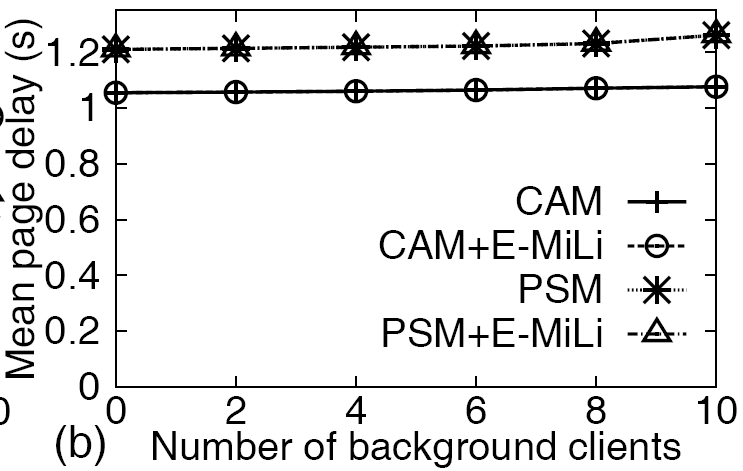 Mean page delay (s)
1.2
1
0.8
0.6
0.4
0.2
0
CAM
CAM+E-MiLi
PSM
PSM+E-MiLi
0 2 4 6 8 10
(b) Number of background clients